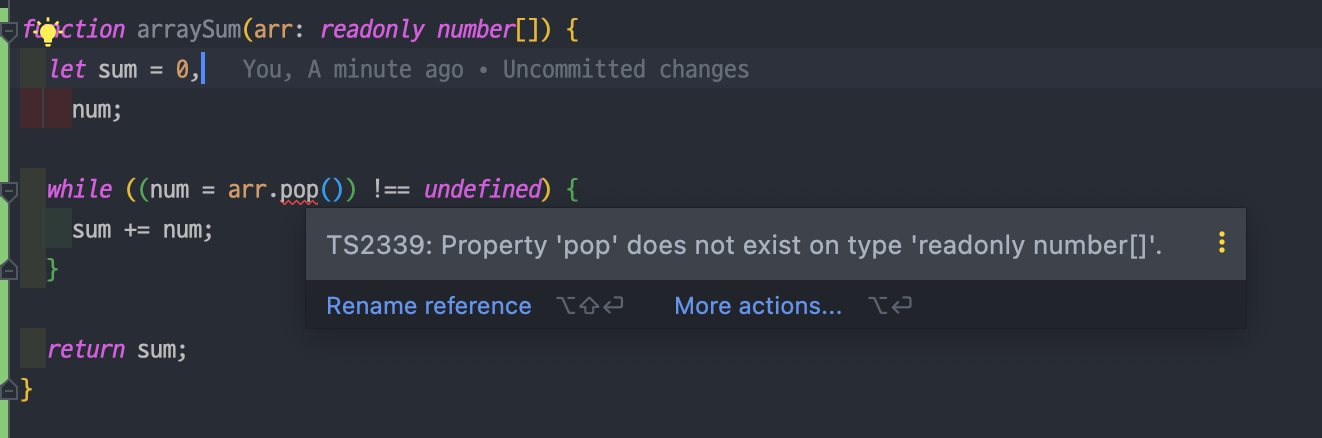 function arraySum(arr: readonly number[]) {
let sum = 0, You, A minute ago • Uncommitted changes
num;
while ((num = arr.pop()) !== undefined) {
sum += num;
TS2339: Property 'pop' does not exist on type 'readonly number[]'.
}
Rename reference ⌥⇧⏎ More actions... ⌥⏎
return sum;
}